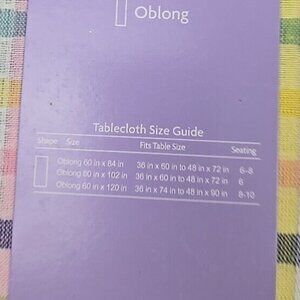 Oblong
Tablecloth Size Guide
Shape Size Fits Table Size Seating
Oblong 60 in x 84 in 36 in x 60 in to 48 in x 72 in 6-8
Oblong 60 in x 102 in 36 in x 60 in to 48 in x 72 in 6
Oblong 60 in x 120 in 36 in x 74 in to 48 in x 90 in 8-10